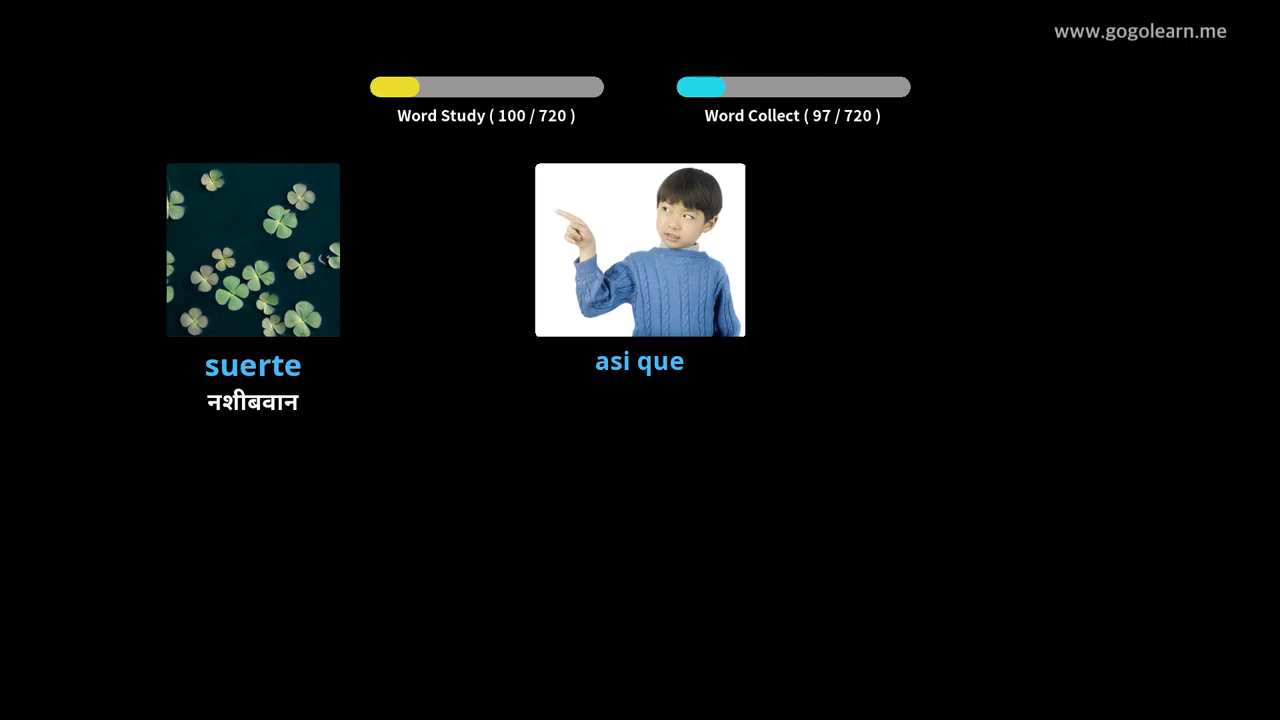 www.gogolearn.me
Word Study ( 100 / 720 )
Word Collect ( 97 / 720 )
suerte
नशीबवान
asi que